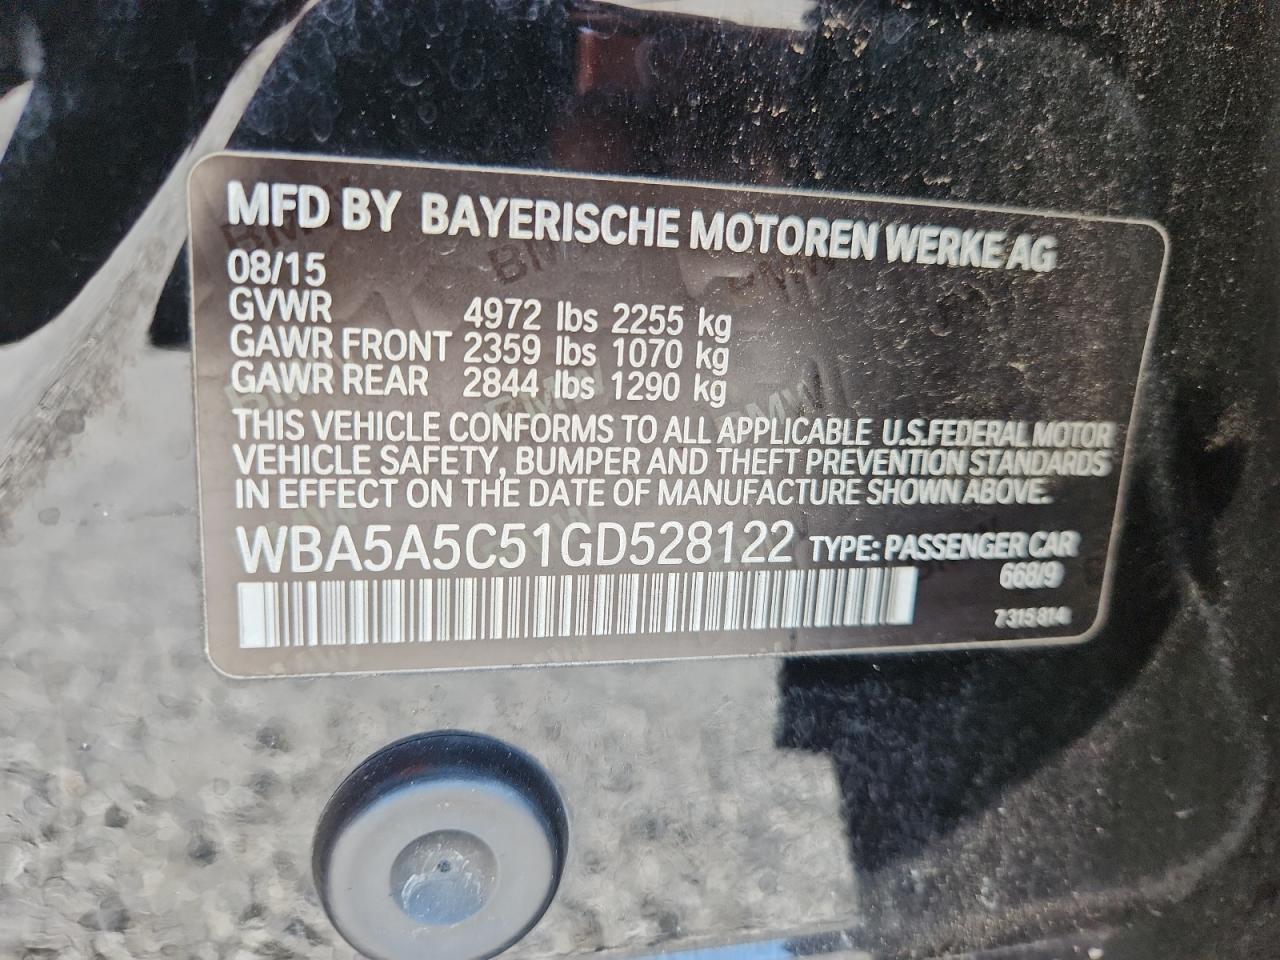 MFD BY BAYERISCHE MOTOREN WERKE AG
08/15
GVWR 4972 lbs 2255 kg
GAWR FRONT 2359 lbs 1070 kg
GAWR REAR 2844 lbs 1290 kg
THIS VEHICLE CONFORMS TO ALL APPLICABLE U.S.FEDERAL MOTOR
VEHICLE SAFETY, BUMPER AND THEFT PREVENTION STANDARDS
IN EFFECT ON THE DATE OF MANUFACTURE SHOWN ABOVE.
WBA5A5C51GD528122 TYPE: PASSENGER CAR
668/9
7315814